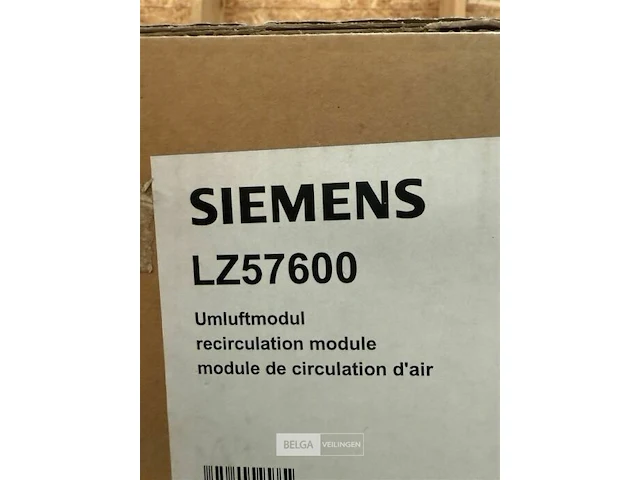 SIEMENS
LZ57600
Umluftmodul
recirculation module
module de circulation d'air
BELGA VEILINGEN